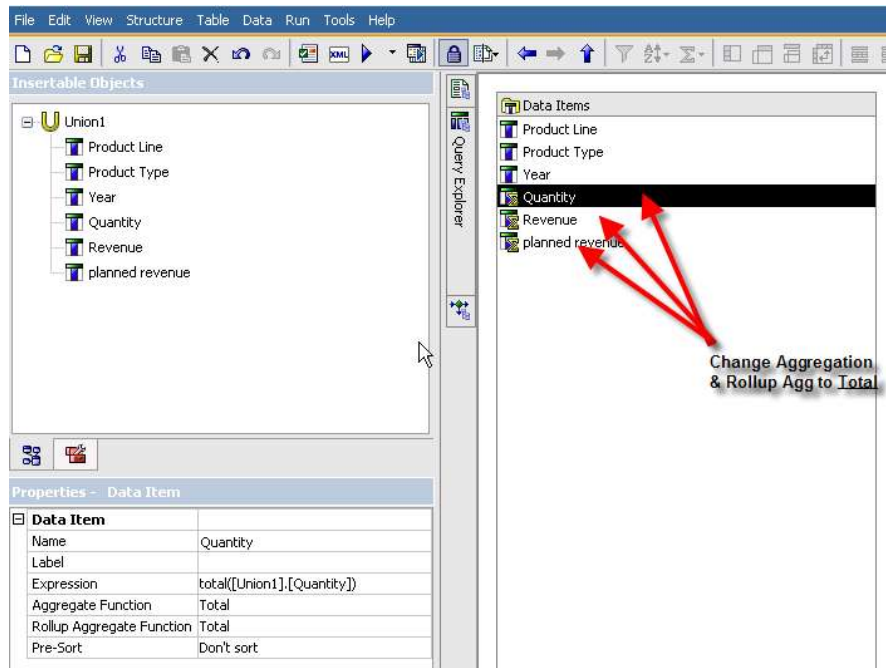 File Edit View Structure Table Data Run Tools Help
XML
Insertable Objects
Union1
Product Line
Product Type
Year
Quantity
Revenue
planned revenue
Query Explorer
Data Items
Product Line
Product Type
Year
Quantity
Revenue
planned revenue
Change Aggregation
& Rollup Agg to Total
Properties - Data Item
Data Item
Name Quantity
Label
Expression total([Union1].[Quantity])
Aggregate Function Total
Rollup Aggregate Function Total
Pre-Sort Don't sort